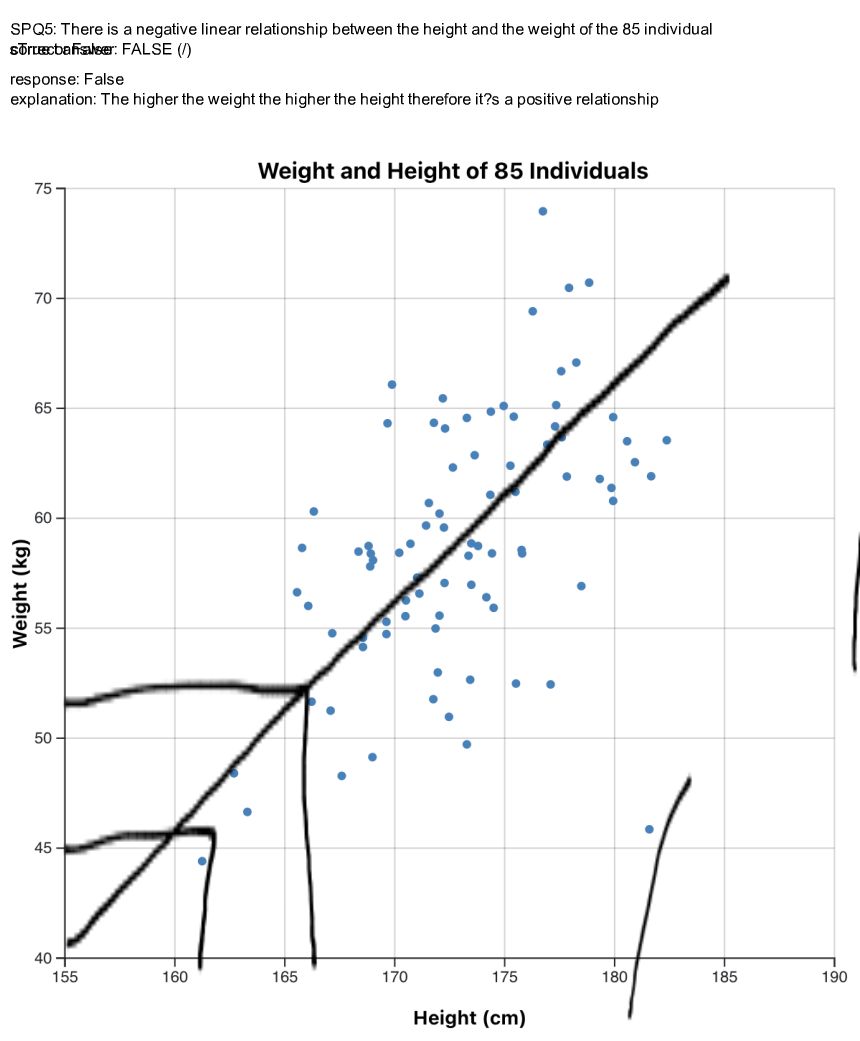 SPQ5: There is a negative linear relationship between the height and the weight of the 85 individual
FALSE (/)
response: False
explanation: The higher the weight the higher the height therefore it?s a positive relationship
Weight and Height of 85 Individuals
75
70
65
60
55
50
45
40
Weight (kg)
155 160 165 170 175 180 185 190
Height (cm)